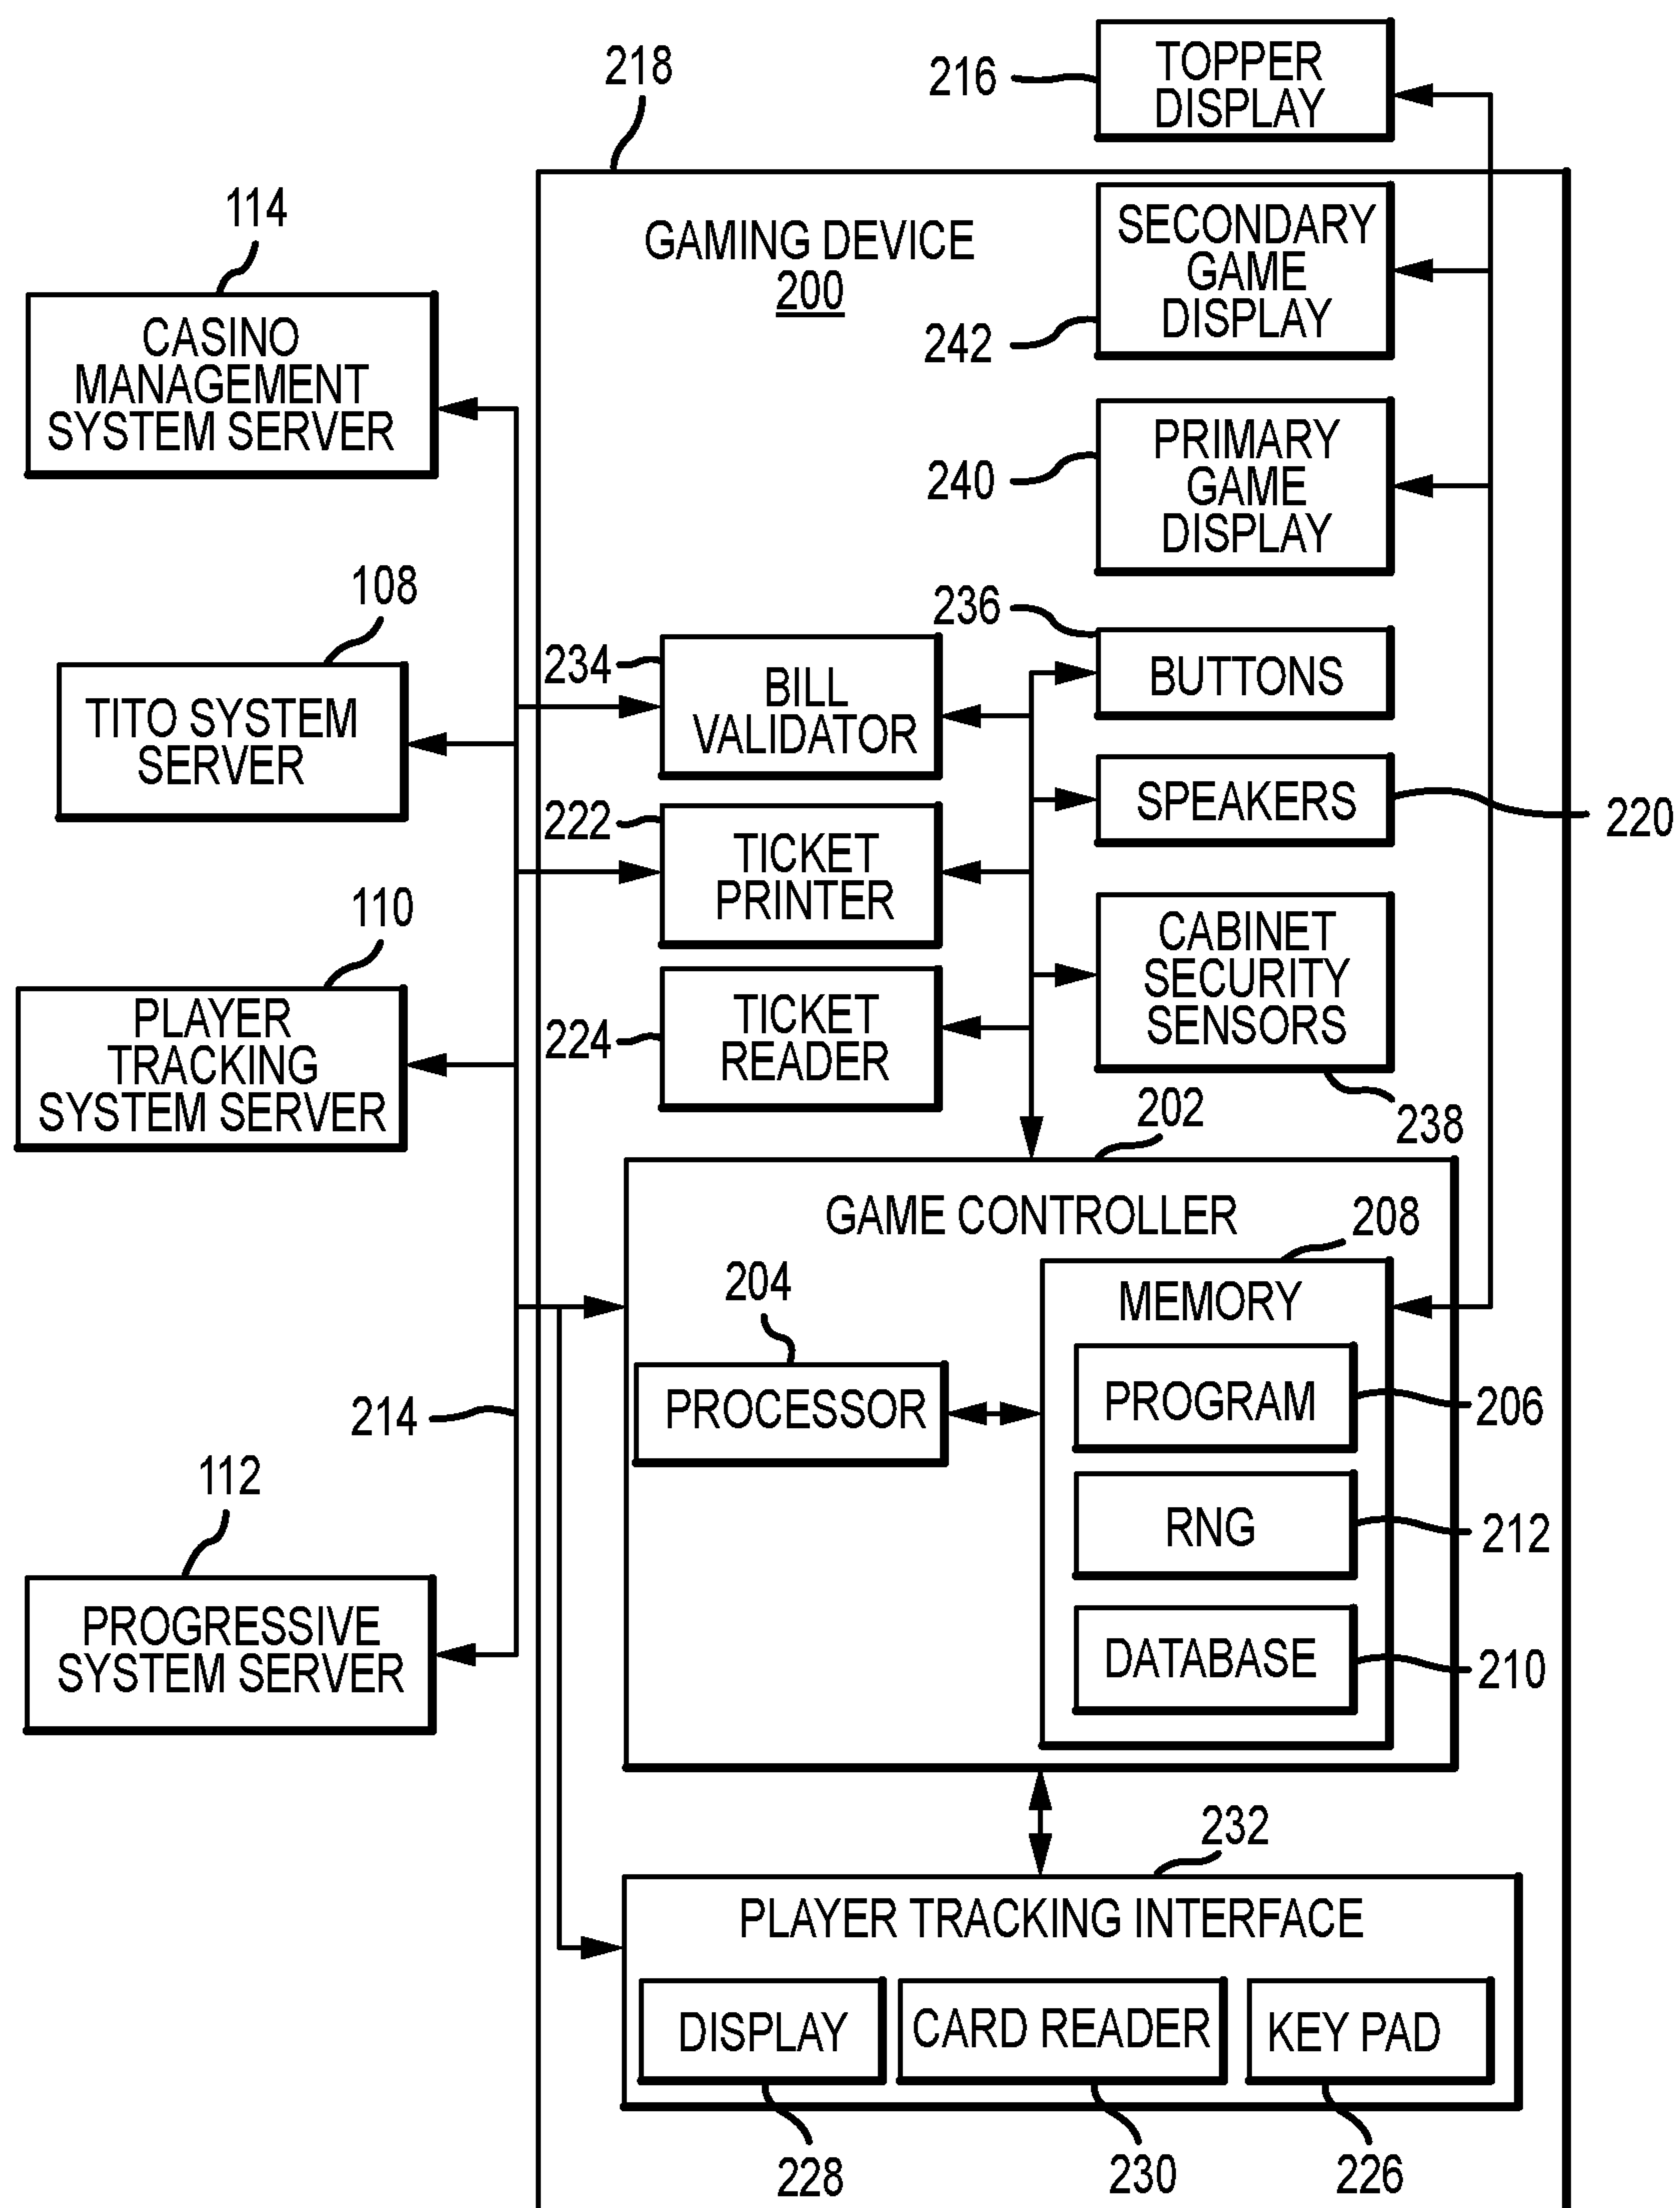 216
TOPPER
DISPLAY
218
GAMING DEVICE
200
SECONDARY
GAME
DISPLAY
242
114
CASINO
MANAGEMENT
SYSTEM SERVER
PRIMARY
GAME
DISPLAY
240
108
TITO SYSTEM
SERVER
234
BILL
VALIDATOR
236
BUTTONS
SPEAKERS
220
222
TICKET
PRINTER
110
PLAYER
TRACKING
SYSTEM SERVER
224
TICKET
READER
CABINET
SECURITY
SENSORS
238
202
GAME CONTROLLER
208
MEMORY
204
PROCESSOR
PROGRAM
206
214
RNG
212
DATABASE
210
112
PROGRESSIVE
SYSTEM SERVER
232
PLAYER TRACKING INTERFACE
DISPLAY
CARD READER
KEY PAD
228
230
226